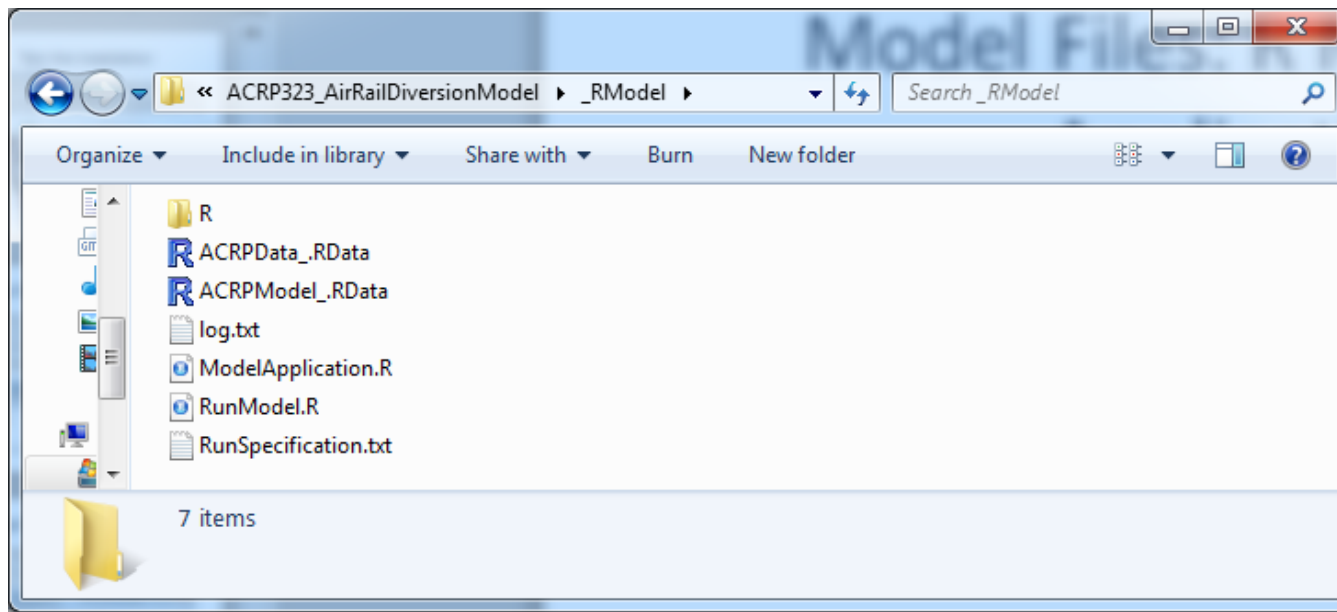 Model Files: R
« ACRP323_AirRailDiversionModel ▸ _RModel ▸ Search _RModel
Organize ▾ Include in library ▾ Share with ▾ Burn New folder
R
ACRPData_.RData
ACRPModel_.RData
log.txt
ModelApplication.R
RunModel.R
RunSpecification.txt
7 items